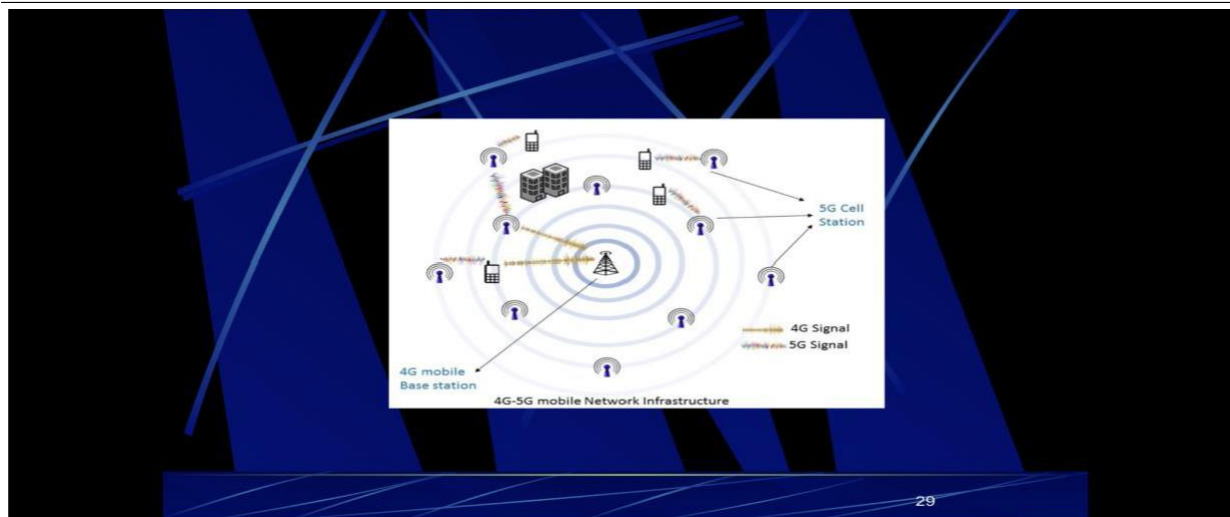 5G Cell
Station
4G Signal
5G Signal
4G mobile
Base station
4G-5G mobile Network Infrastructure
29